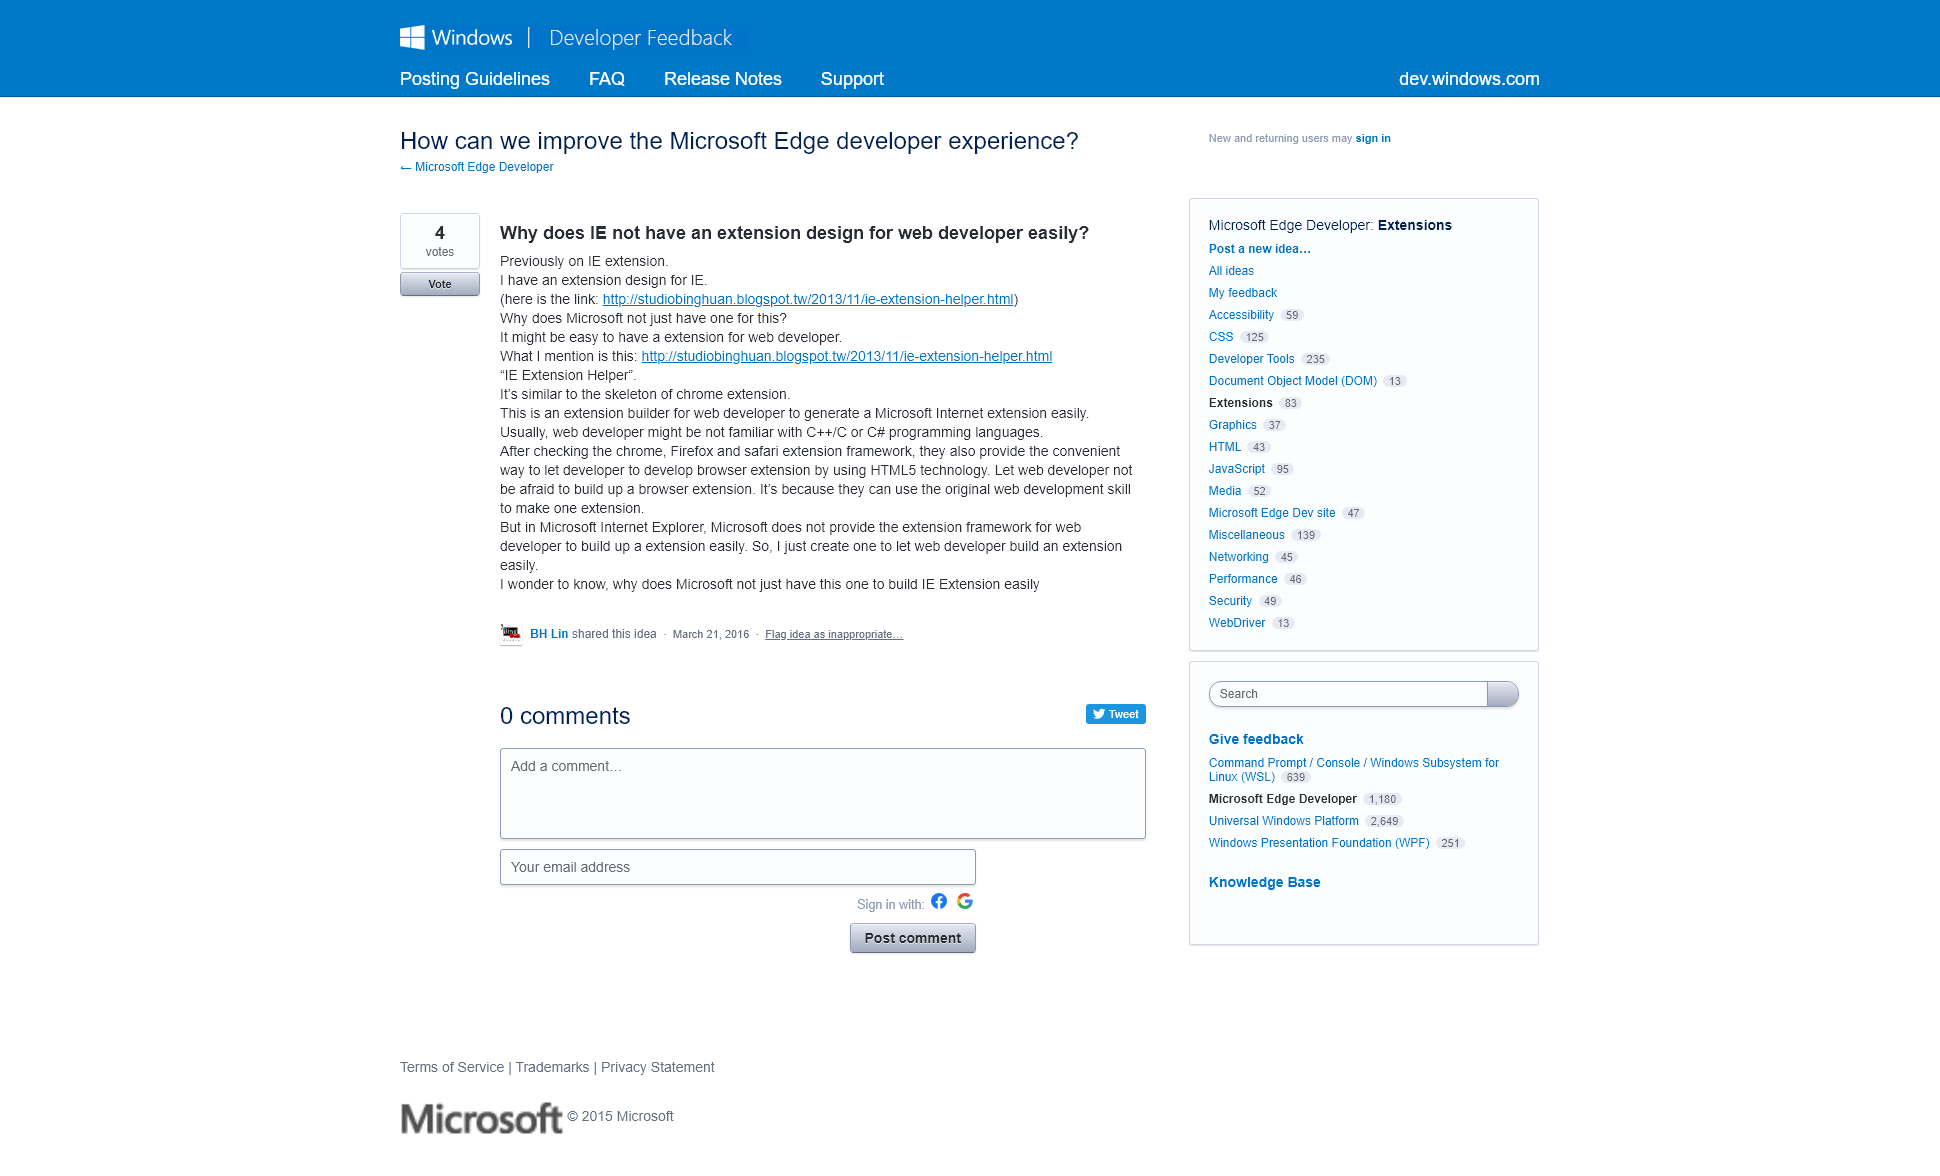 Windows | Developer Feedback
Posting Guidelines FAQ Release Notes Support dev.windows.com
How can we improve the Microsoft Edge developer experience?
← Microsoft Edge Developer
New and returning users may sign in
4
votes
Vote
Why does IE not have an extension design for web developer easily?
Previously on IE extension.
I have an extension design for IE.
(here is the link: http://studiobinghuan.blogspot.tw/2013/11/ie-extension-helper.html)
Why does Microsoft not just have one for this?
It might be easy to have a extension for web developer.
What I mention is this: http://studiobinghuan.blogspot.tw/2013/11/ie-extension-helper.html
“IE Extension Helper”.
It’s similar to the skeleton of chrome extension.
This is an extension builder for web developer to generate a Microsoft Internet extension easily.
Usually, web developer might be not familiar with C++/C or C# programming languages.
After checking the chrome, Firefox and safari extension framework, they also provide the convenient
way to let developer to develop browser extension by using HTML5 technology. Let web developer not
be afraid to build up a browser extension. It’s because they can use the original web development skill
to make one extension.
But in Microsoft Internet Explorer, Microsoft does not provide the extension framework for web
developer to build up a extension easily. So, I just create one to let web developer build an extension
easily.
I wonder to know, why does Microsoft not just have this one to build IE Extension easily
BH Lin shared this idea · March 21, 2016 · Flag idea as inappropriate…
0 comments
Tweet
Add a comment…
Your email address
Sign in with:
Post comment
Microsoft Edge Developer: Extensions
Post a new idea…
All ideas
My feedback
Accessibility 59
CSS 125
Developer Tools 235
Document Object Model (DOM) 13
Extensions 83
Graphics 37
HTML 43
JavaScript 95
Media 52
Microsoft Edge Dev site 47
Miscellaneous 139
Networking 45
Performance 46
Security 49
WebDriver 13
Search
Give feedback
Command Prompt / Console / Windows Subsystem for
Linux (WSL) 639
Microsoft Edge Developer 1,180
Universal Windows Platform 2,649
Windows Presentation Foundation (WPF) 251
Knowledge Base
Terms of Service | Trademarks | Privacy Statement
Microsoft © 2015 Microsoft